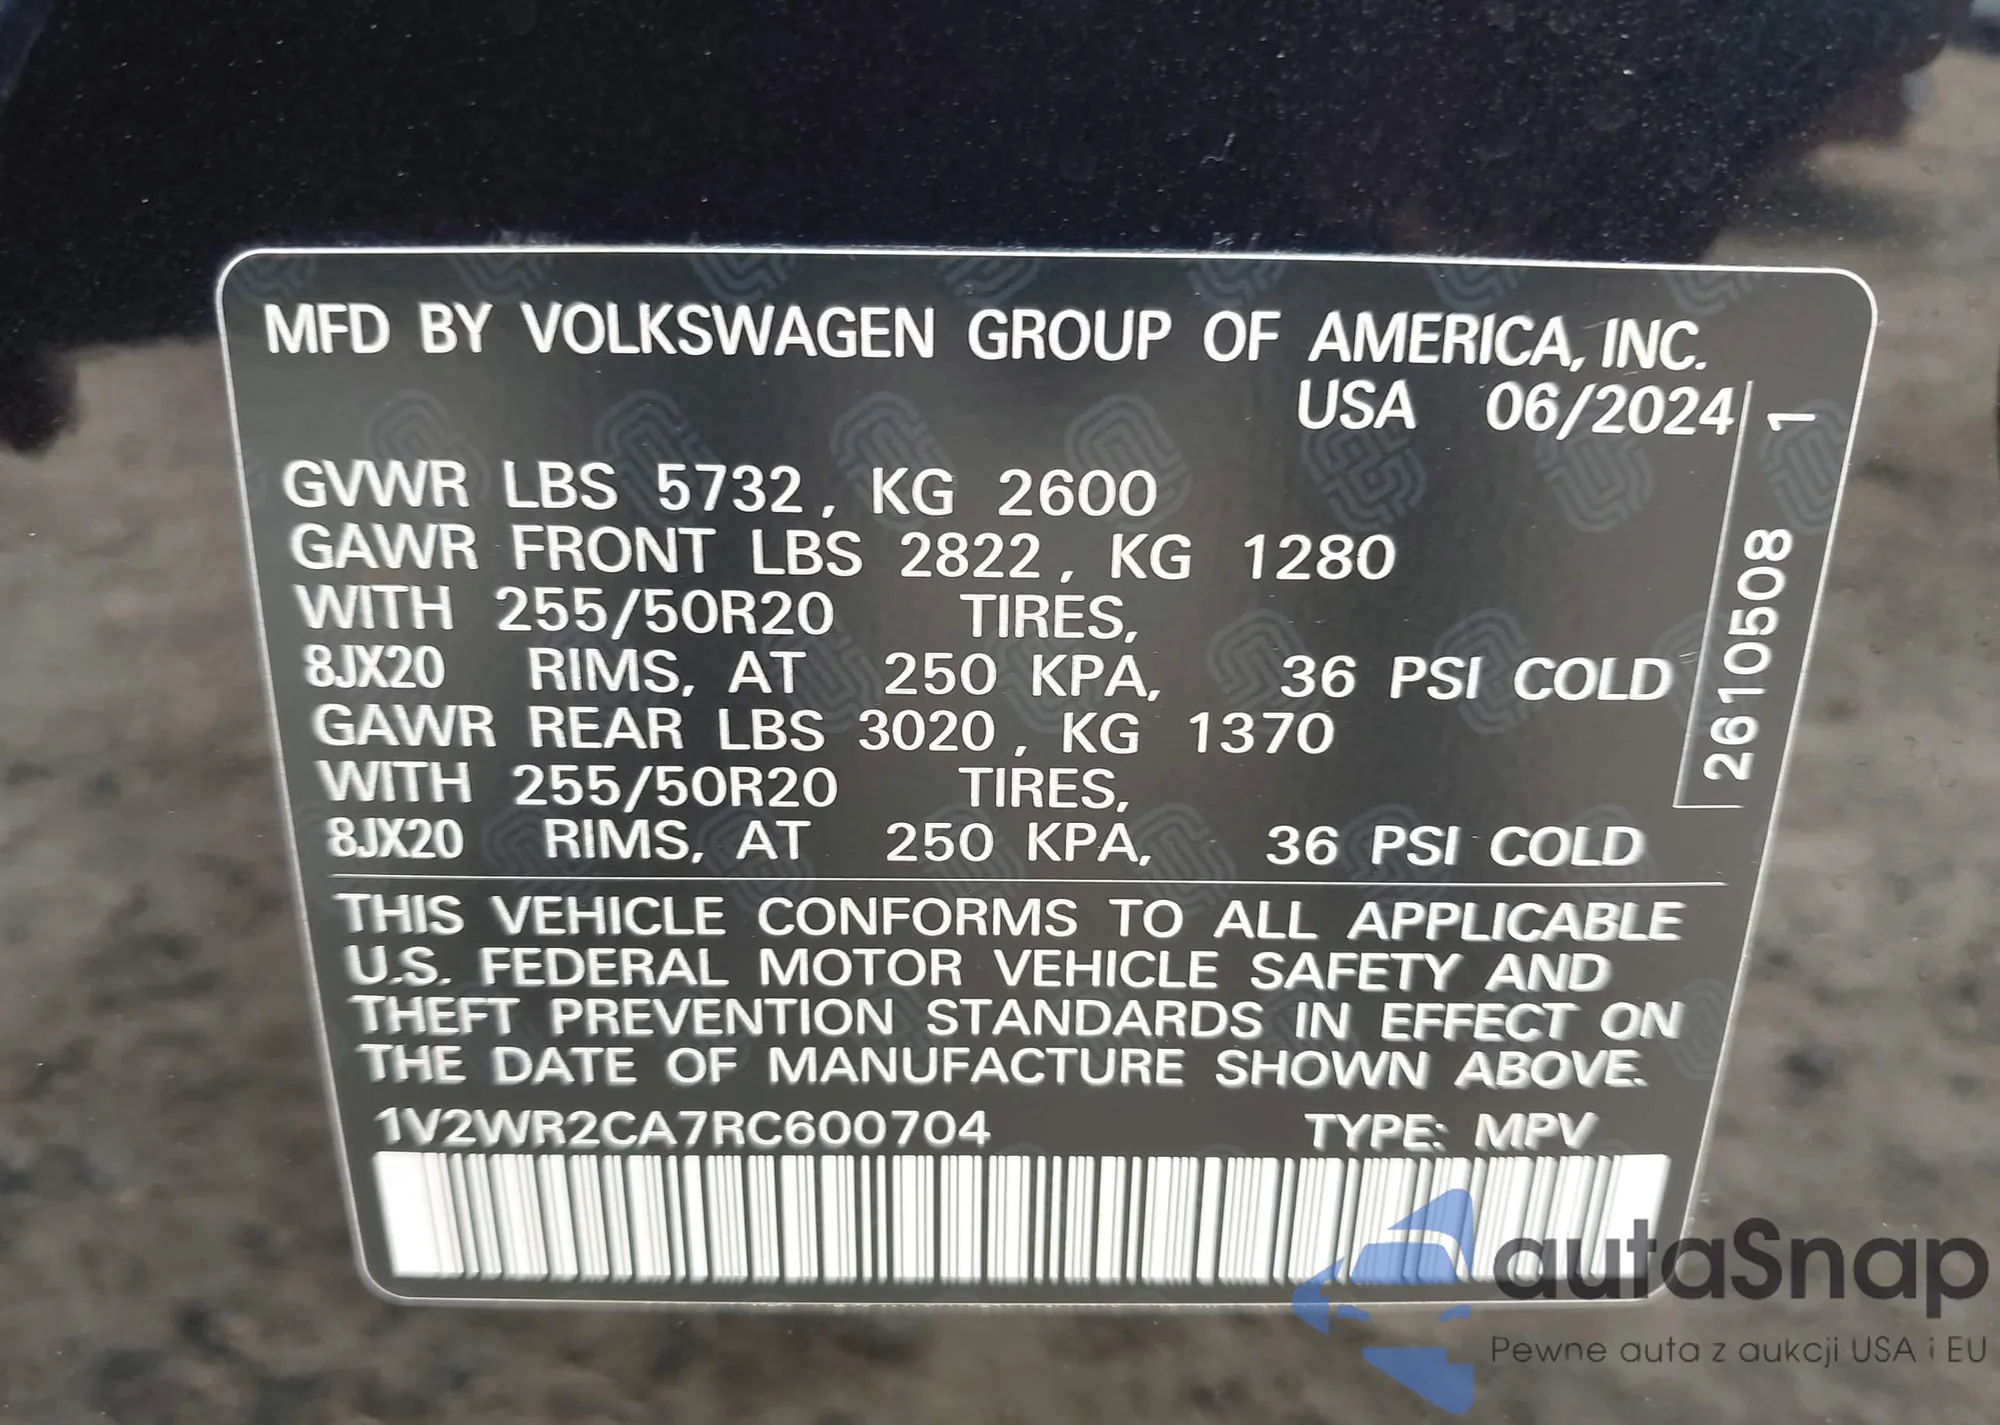 MFD BY VOLKSWAGEN GROUP OF AMERICA, INC.
USA 06/2024
GVWR LBS 5732, KG 2600
GAWR FRONT LBS 2822, KG 1280
WITH 255/50R20 TIRES,
8JX20 RIMS, AT 250 KPA, 36 PSI COLD
GAWR REAR LBS 3020, KG 1370
WITH 255/50R20 TIRES,
8JX20 RIMS, AT 250 KPA, 36 PSI COLD
2610508 1
THIS VEHICLE CONFORMS TO ALL APPLICABLE
U.S. FEDERAL MOTOR VEHICLE SAFETY AND
THEFT PREVENTION STANDARDS IN EFFECT ON
THE DATE OF MANUFACTURE SHOWN ABOVE.
1V2WR2CA7RC600704 TYPE: MPV
autaSnap
Pewne auta z aukcji USA i EU